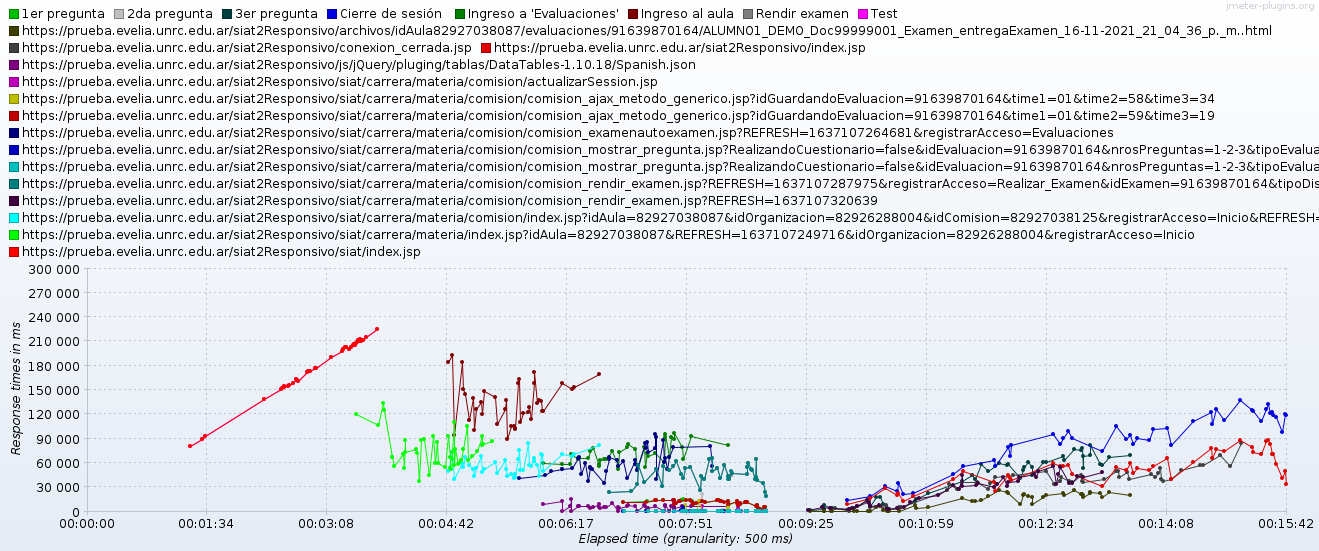 jmeter-plugins.org
1er pregunta 2da pregunta 3er pregunta Cierre de sesión Ingreso a 'Evaluaciones' Ingreso al aula Rendir examen Test
https://prueba.evelia.unrc.edu.ar/siat2Responsivo/archivos/idAula82927038087/evaluaciones/91639870164/ALUMNO1_DEMO_Doc99999001_Examen_entregaExamen_16-11-2021_21_04_36_p._m..html
https://prueba.evelia.unrc.edu.ar/siat2Responsivo/conexion_cerrada.jsp https://prueba.evelia.unrc.edu.ar/siat2Responsivo/index.jsp
https://prueba.evelia.unrc.edu.ar/siat2Responsivo/js/jQuery/pluging/tablas/DataTables-1.10.18/Spanish.json
https://prueba.evelia.unrc.edu.ar/siat2Responsivo/siat/carrera/materia/comision/actualizarSession.jsp
https://prueba.evelia.unrc.edu.ar/siat2Responsivo/siat/carrera/materia/comision/comision_ajax_metodo_generico.jsp?idGuardandoEvaluacion=91639870164&time1=01&time2=58&time3=34
https://prueba.evelia.unrc.edu.ar/siat2Responsivo/siat/carrera/materia/comision/comision_ajax_metodo_generico.jsp?idGuardandoEvaluacion=91639870164&time1=01&time2=59&time3=19
https://prueba.evelia.unrc.edu.ar/siat2Responsivo/siat/carrera/materia/comision/comision_examenautoexamen.jsp?REFRESH=1637107264681&registrarAcceso=Evaluaciones
https://prueba.evelia.unrc.edu.ar/siat2Responsivo/siat/carrera/materia/comision/comision_mostrar_pregunta.jsp?RealizandoCuestionario=false&idEvaluacion=91639870164&nrosPreguntas=1-2-3&tipoEvalua
https://prueba.evelia.unrc.edu.ar/siat2Responsivo/siat/carrera/materia/comision/comision_mostrar_pregunta.jsp?RealizandoCuestionario=false&idEvaluacion=91639870164&nrosPreguntas=1-2-3&tipoEvalua
https://prueba.evelia.unrc.edu.ar/siat2Responsivo/siat/carrera/materia/comision/comision_rendir_examen.jsp?REFRESH=1637107287975&registrarAcceso=Realizar_Examen&idExamen=91639870164&tipoDis
https://prueba.evelia.unrc.edu.ar/siat2Responsivo/siat/carrera/materia/comision/comision_rendir_examen.jsp?REFRESH=1637107320639
https://prueba.evelia.unrc.edu.ar/siat2Responsivo/siat/carrera/materia/comision/index.jsp?idAula=82927038087&idOrganizacion=82926288004&idComision=82927038125&registrarAcceso=Inicio&REFRESH=
https://prueba.evelia.unrc.edu.ar/siat2Responsivo/siat/carrera/materia/index.jsp?idAula=82927038087&REFRESH=1637107249716&idOrganizacion=82926288004&registrarAcceso=Inicio
https://prueba.evelia.unrc.edu.ar/siat2Responsivo/siat/index.jsp
Response times in ms
300 000
270 000
240 000
210 000
180 000
150 000
120 000
90 000
60 000
30 000
0
00:00:00 00:01:34 00:03:08 00:04:42 00:06:17 00:07:51 00:09:25 00:10:59 00:12:34 00:14:08 00:15:42
Elapsed time (granularity: 500 ms)